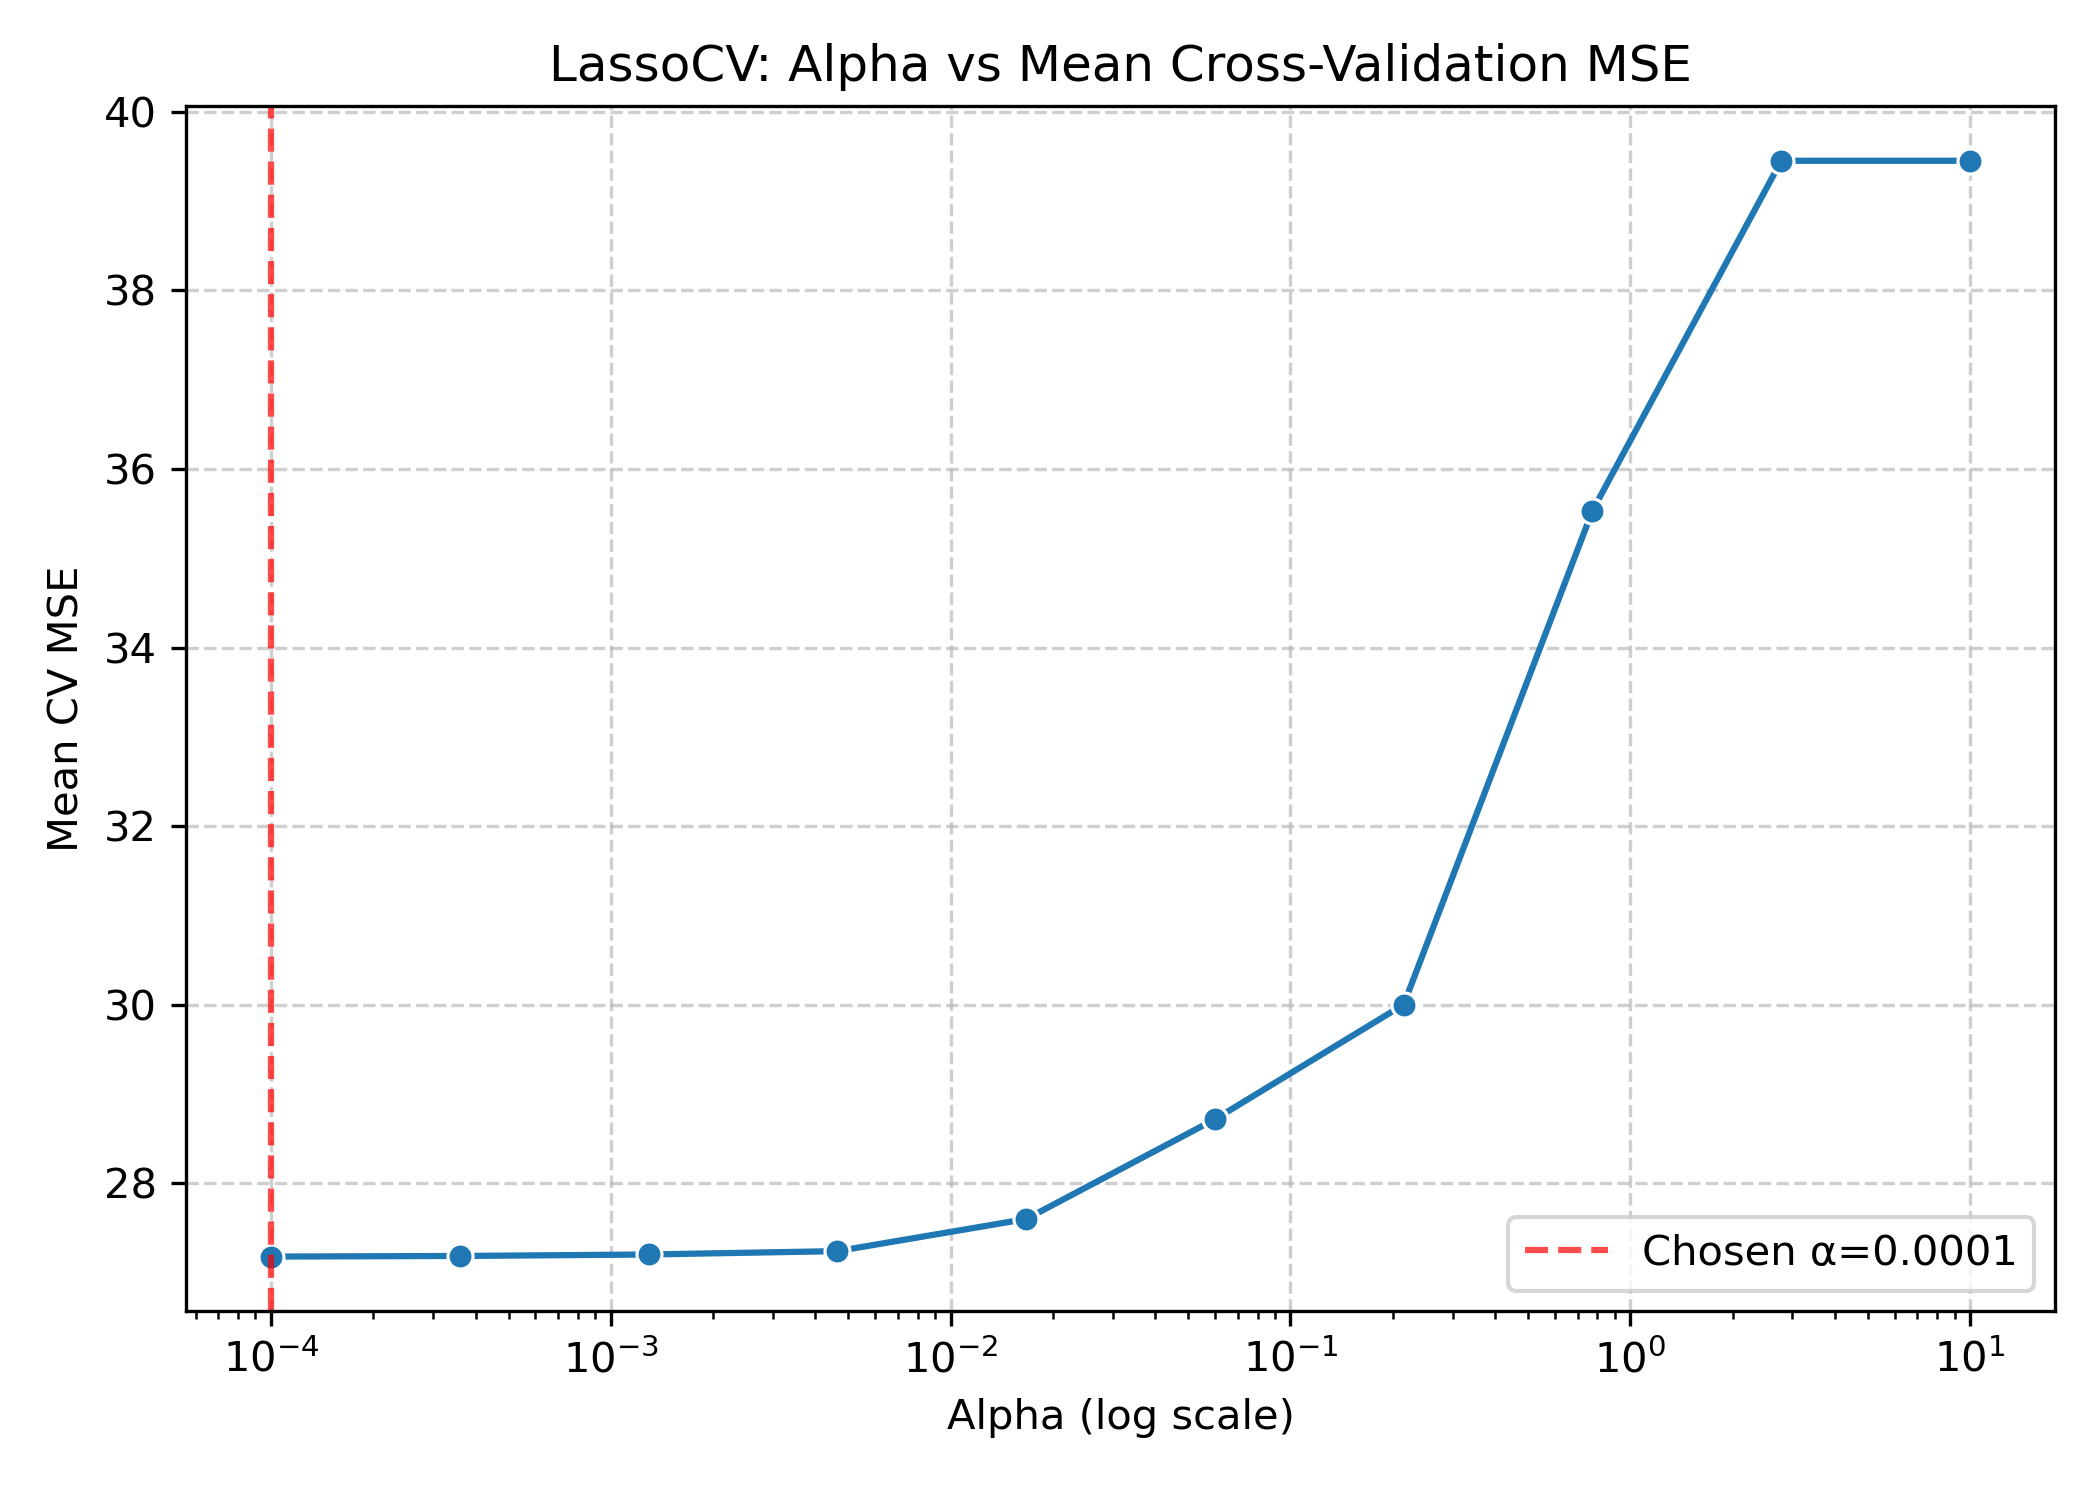 LassoCV: Alpha vs Mean Cross-Validation MSE
Mean CV MSE
40
38
36
34
32
30
28
Chosen α=0.0001
10⁻⁴ 10⁻³ 10⁻² 10⁻¹ 10⁰ 10¹
Alpha (log scale)